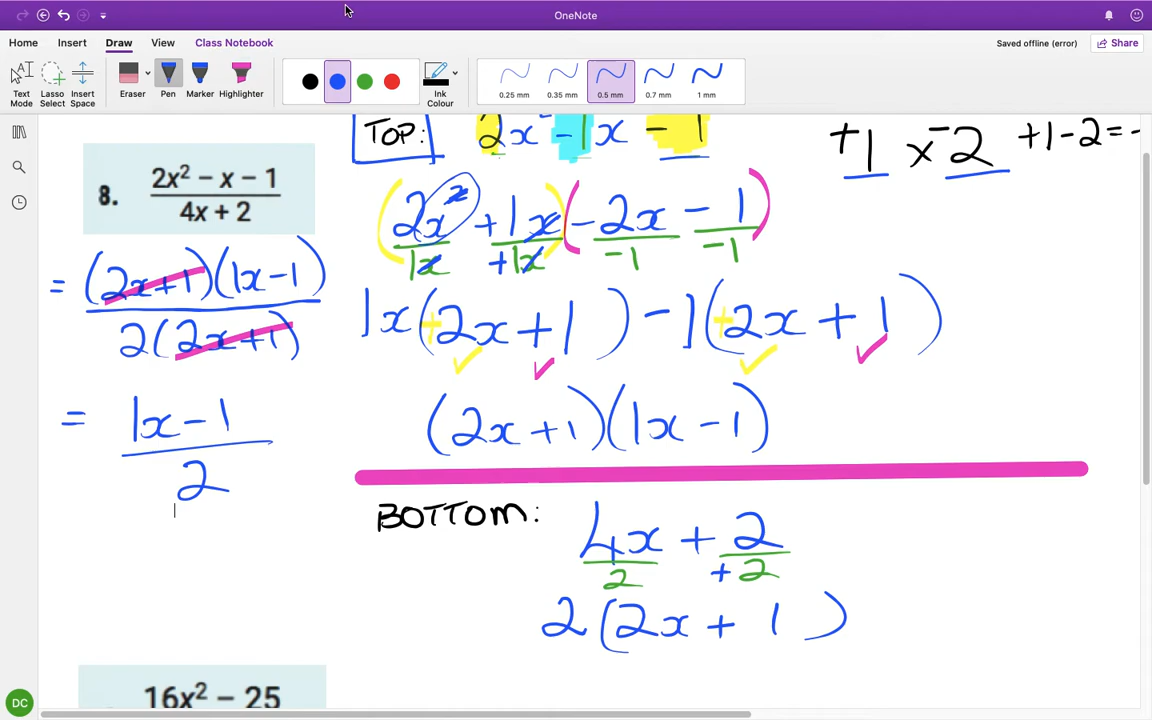 OneNote
Home Insert Draw View Class Notebook
Saved offline (error) Share
Text Mode
Lasso Select
Insert Space
Eraser
Pen
Marker
Highlighter
Ink Colour
0.25 mm 0.35 mm 0.5 mm 0.7 mm 1 mm
8. 2x² − x − 1
4x + 2
= (2x+1)(1x−1)
2(2x+1)
= 1x − 1
2
TOP: 2x² − 1x − 1
+1 x −2 +1−2=−
(2x² + 1x)(−2x − 1)
1x +1x −1 −1
1x(+2x + 1) − 1(+2x + 1)
(2x + 1)(1x − 1)
BOTTOM: 4x + 2
2 + 2
2(2x + 1)
16x² − 25
DC